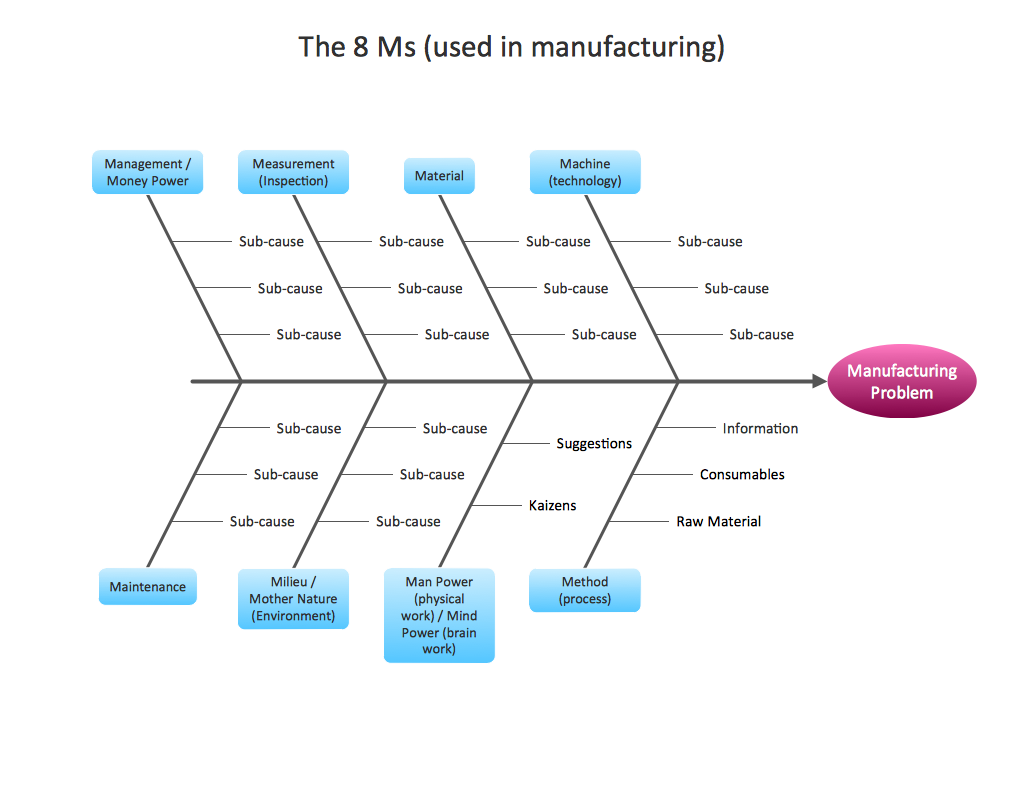 The 8 Ms (used in manufacturing)
Management /
Money Power
Measurement
(Inspection)
Material
Machine
(technology)
Sub-cause
Sub-cause
Sub-cause
Sub-cause
Sub-cause
Sub-cause
Sub-cause
Sub-cause
Sub-cause
Sub-cause
Sub-cause
Sub-cause
Manufacturing
Problem
Sub-cause
Sub-cause
Suggestions
Information
Sub-cause
Sub-cause
Kaizens
Consumables
Sub-cause
Sub-cause
Raw Material
Maintenance
Milieu /
Mother Nature
(Environment)
Man Power
(physical
work) / Mind
Power (brain
work)
Method
(process)